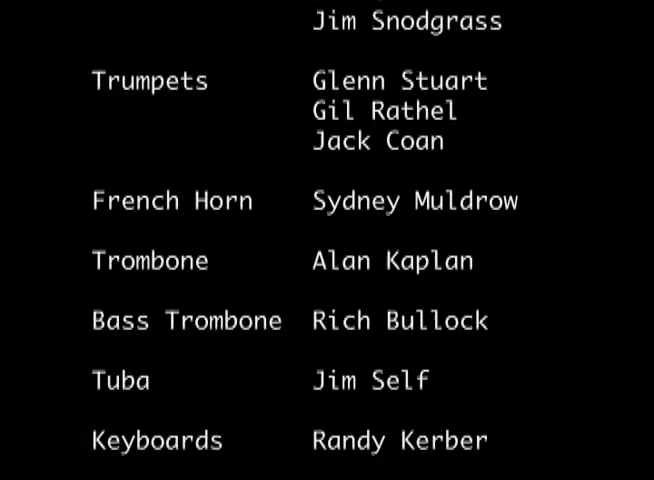 Jim Snodgrass
Trumpets Glenn Stuart
Gil Rathel
Jack Coan
French Horn Sydney Muldrow
Trombone Alan Kaplan
Bass Trombone Rich Bullock
Tuba Jim Self
Keyboards Randy Kerber